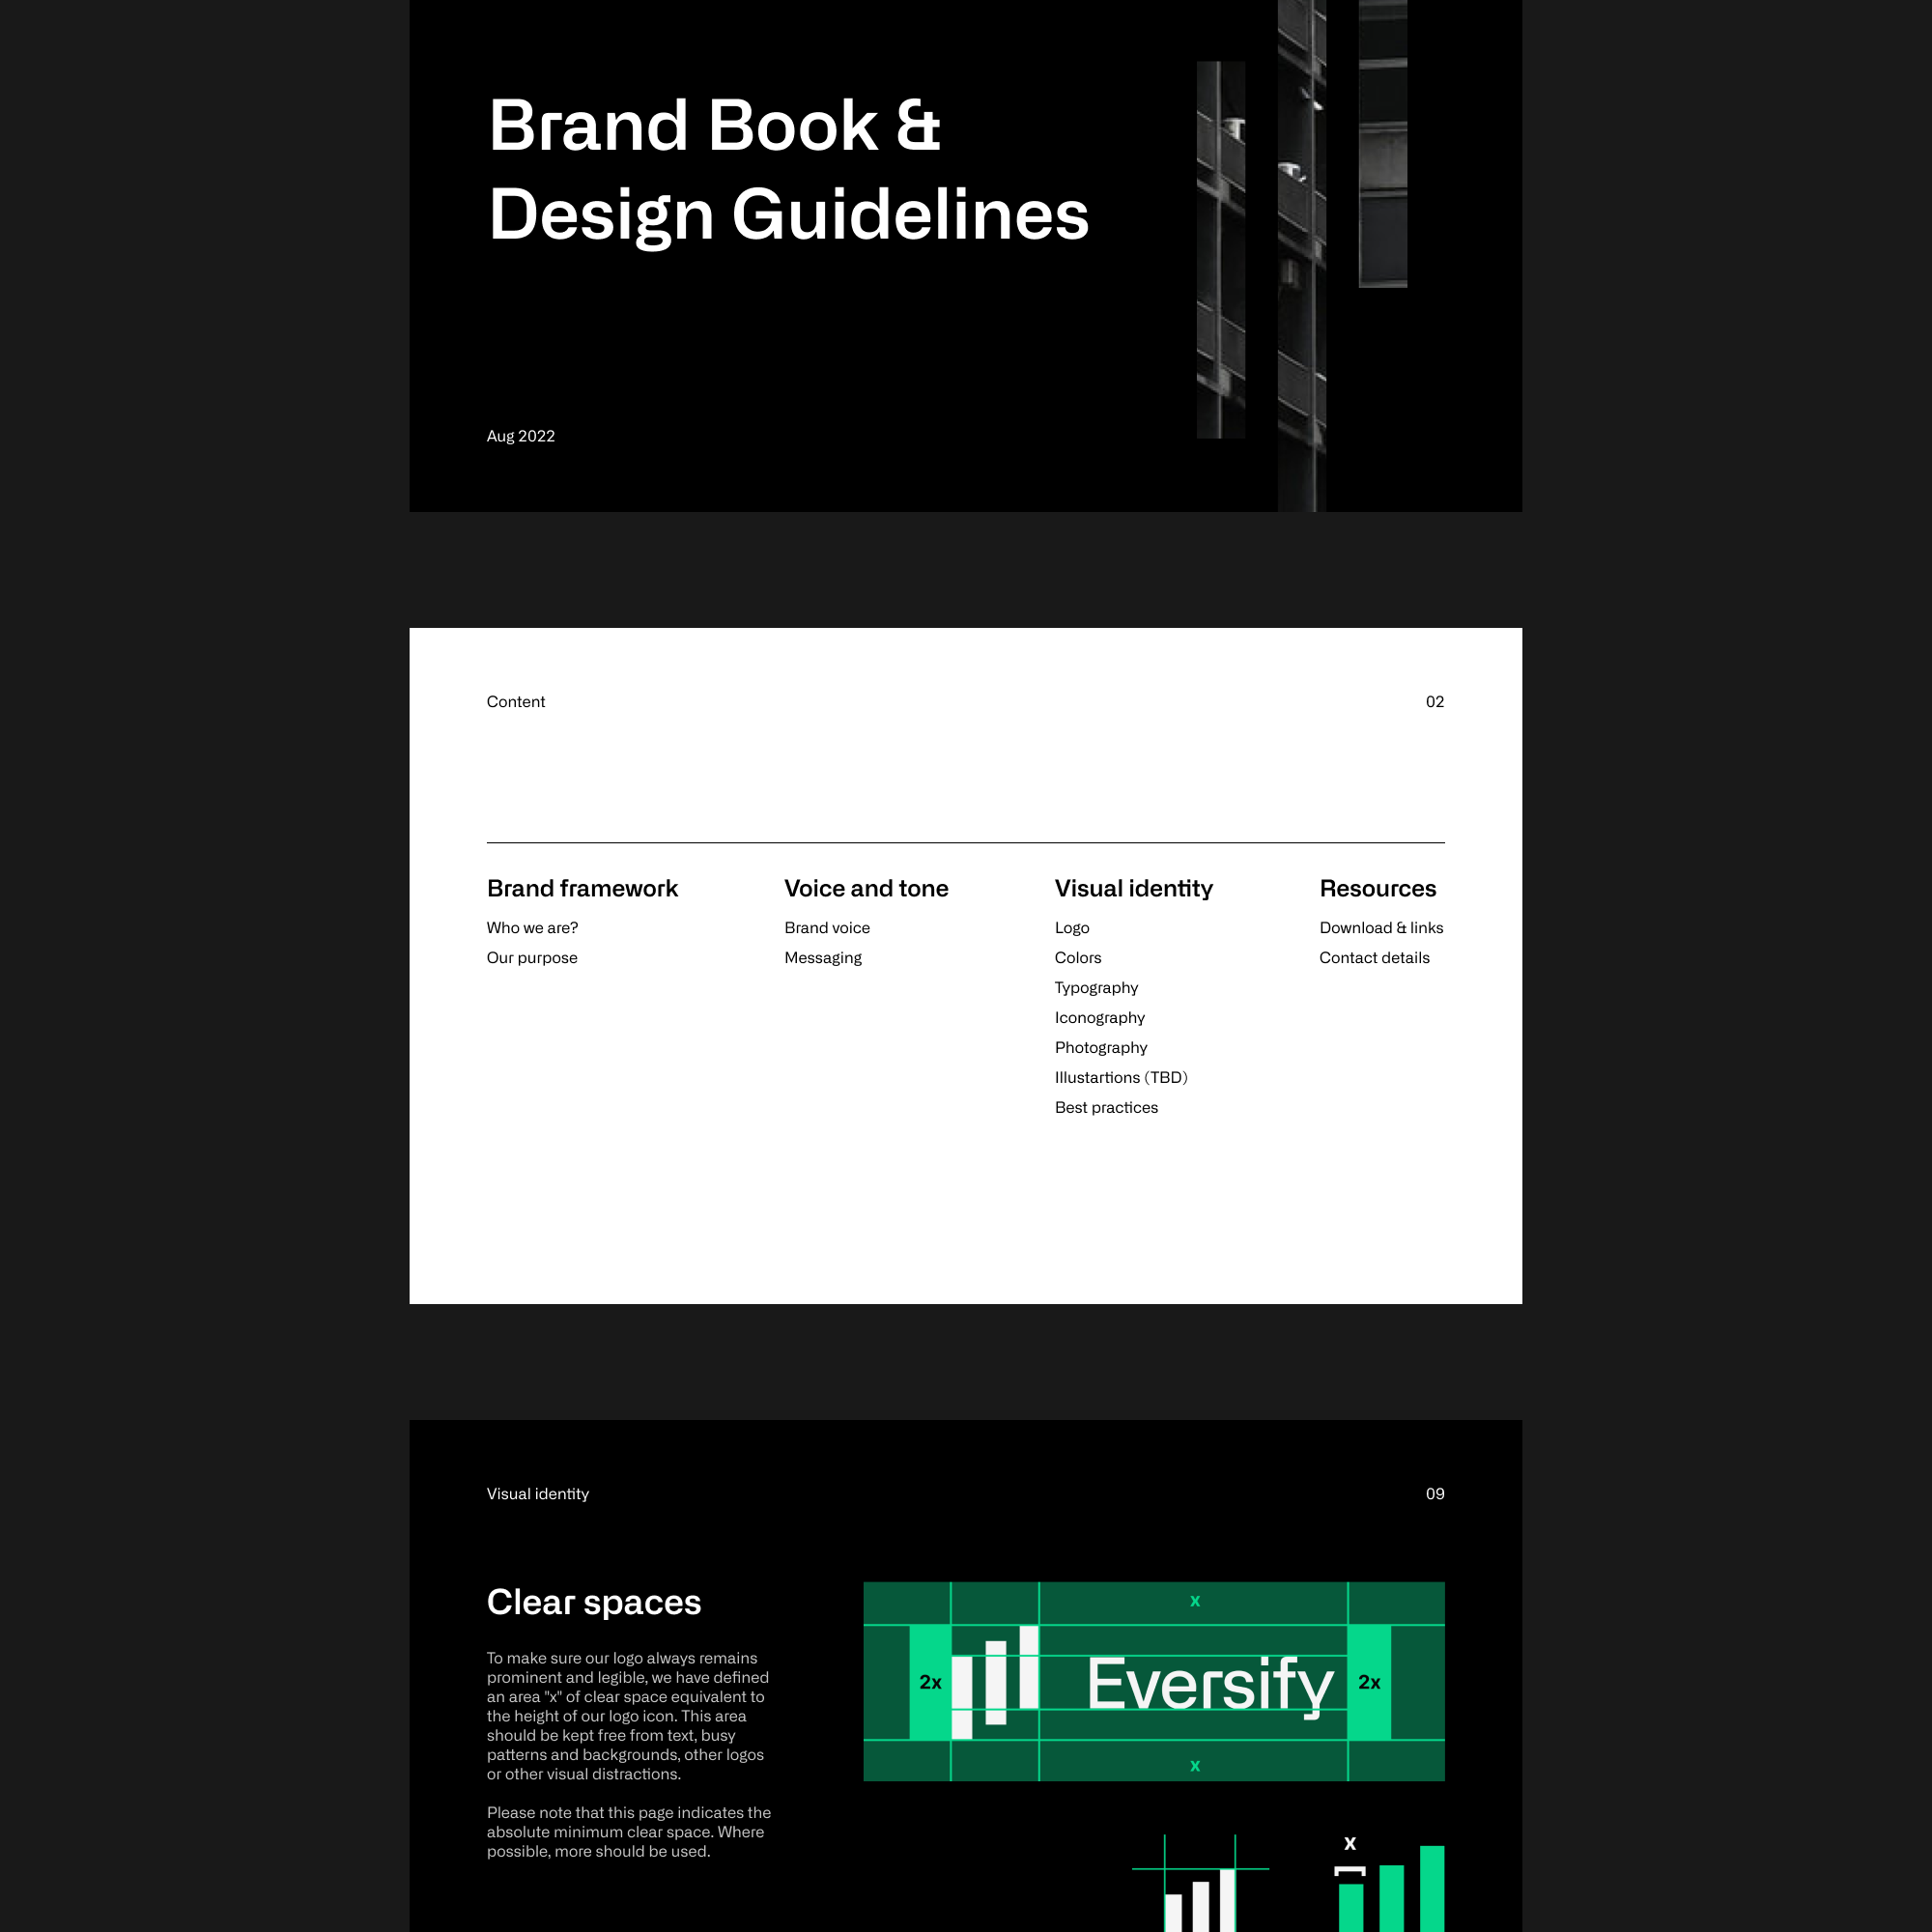 Brand Book &
Design Guidelines
Aug 2022
Content
02
Brand framework
Who we are?
Our purpose
Voice and tone
Brand voice
Messaging
Visual identity
Logo
Colors
Typography
Iconography
Photography
Illustartions (TBD)
Best practices
Resources
Download & links
Contact details
Visual identity
09
Clear spaces
To make sure our logo always remains
prominent and legible, we have defined
an area "x" of clear space equivalent to
the height of our logo icon. This area
should be kept free from text, busy
patterns and backgrounds, other logos
or other visual distractions.
Please note that this page indicates the
absolute minimum clear space. Where
possible, more should be used.
x
2x
Eversify
2x
x
x